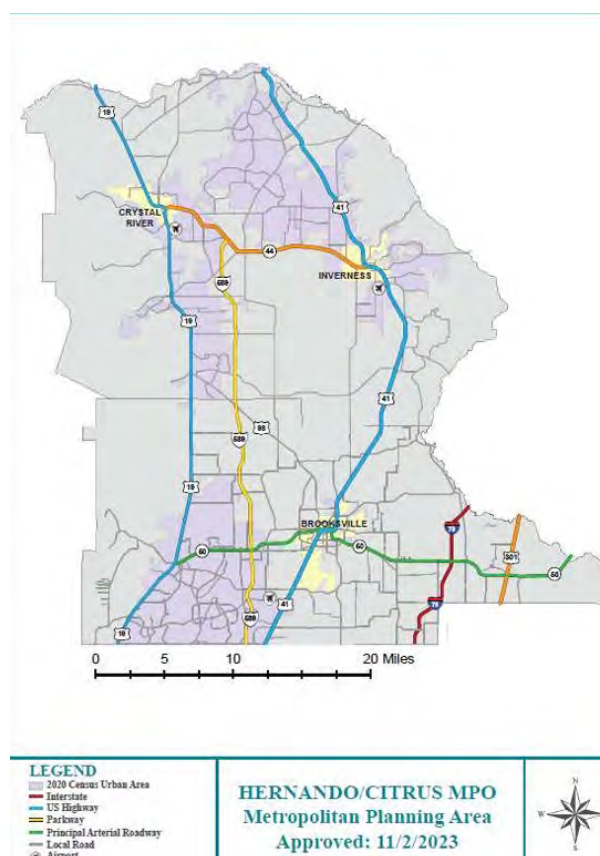 19
CRYSTAL
RIVER
41
44
589
INVERNESS
19
41
589
98
19
BROOKSVILLE
75
301
50
50
50
41
75
19
589
0 5 10 20 Miles
LEGEND
2020 Census Urban Area
Interstate
US Highway
Parkway
Principal Arterial Roadway
Local Road
Airport
HERNANDO/CITRUS MPO
Metropolitan Planning Area
Approved: 11/2/2023
N
W
E
S